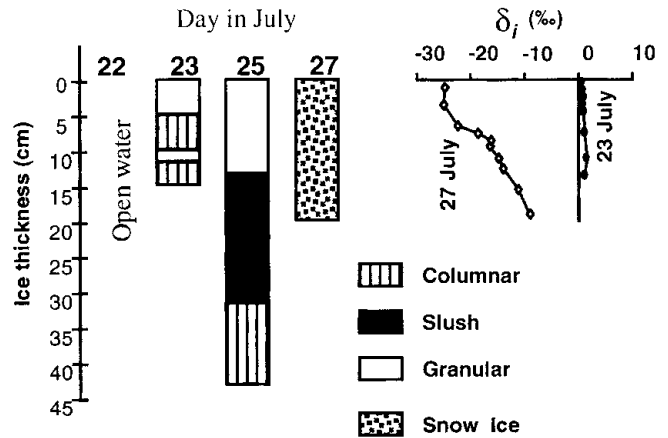 Day in July
22 23 25 27
Ice thickness (cm)
0
5
10
15
20
25
30
35
40
45
Open water
δi (‰)
-30 -20 -10 0 10
27 July
23 July
Columnar
Slush
Granular
Snow ice